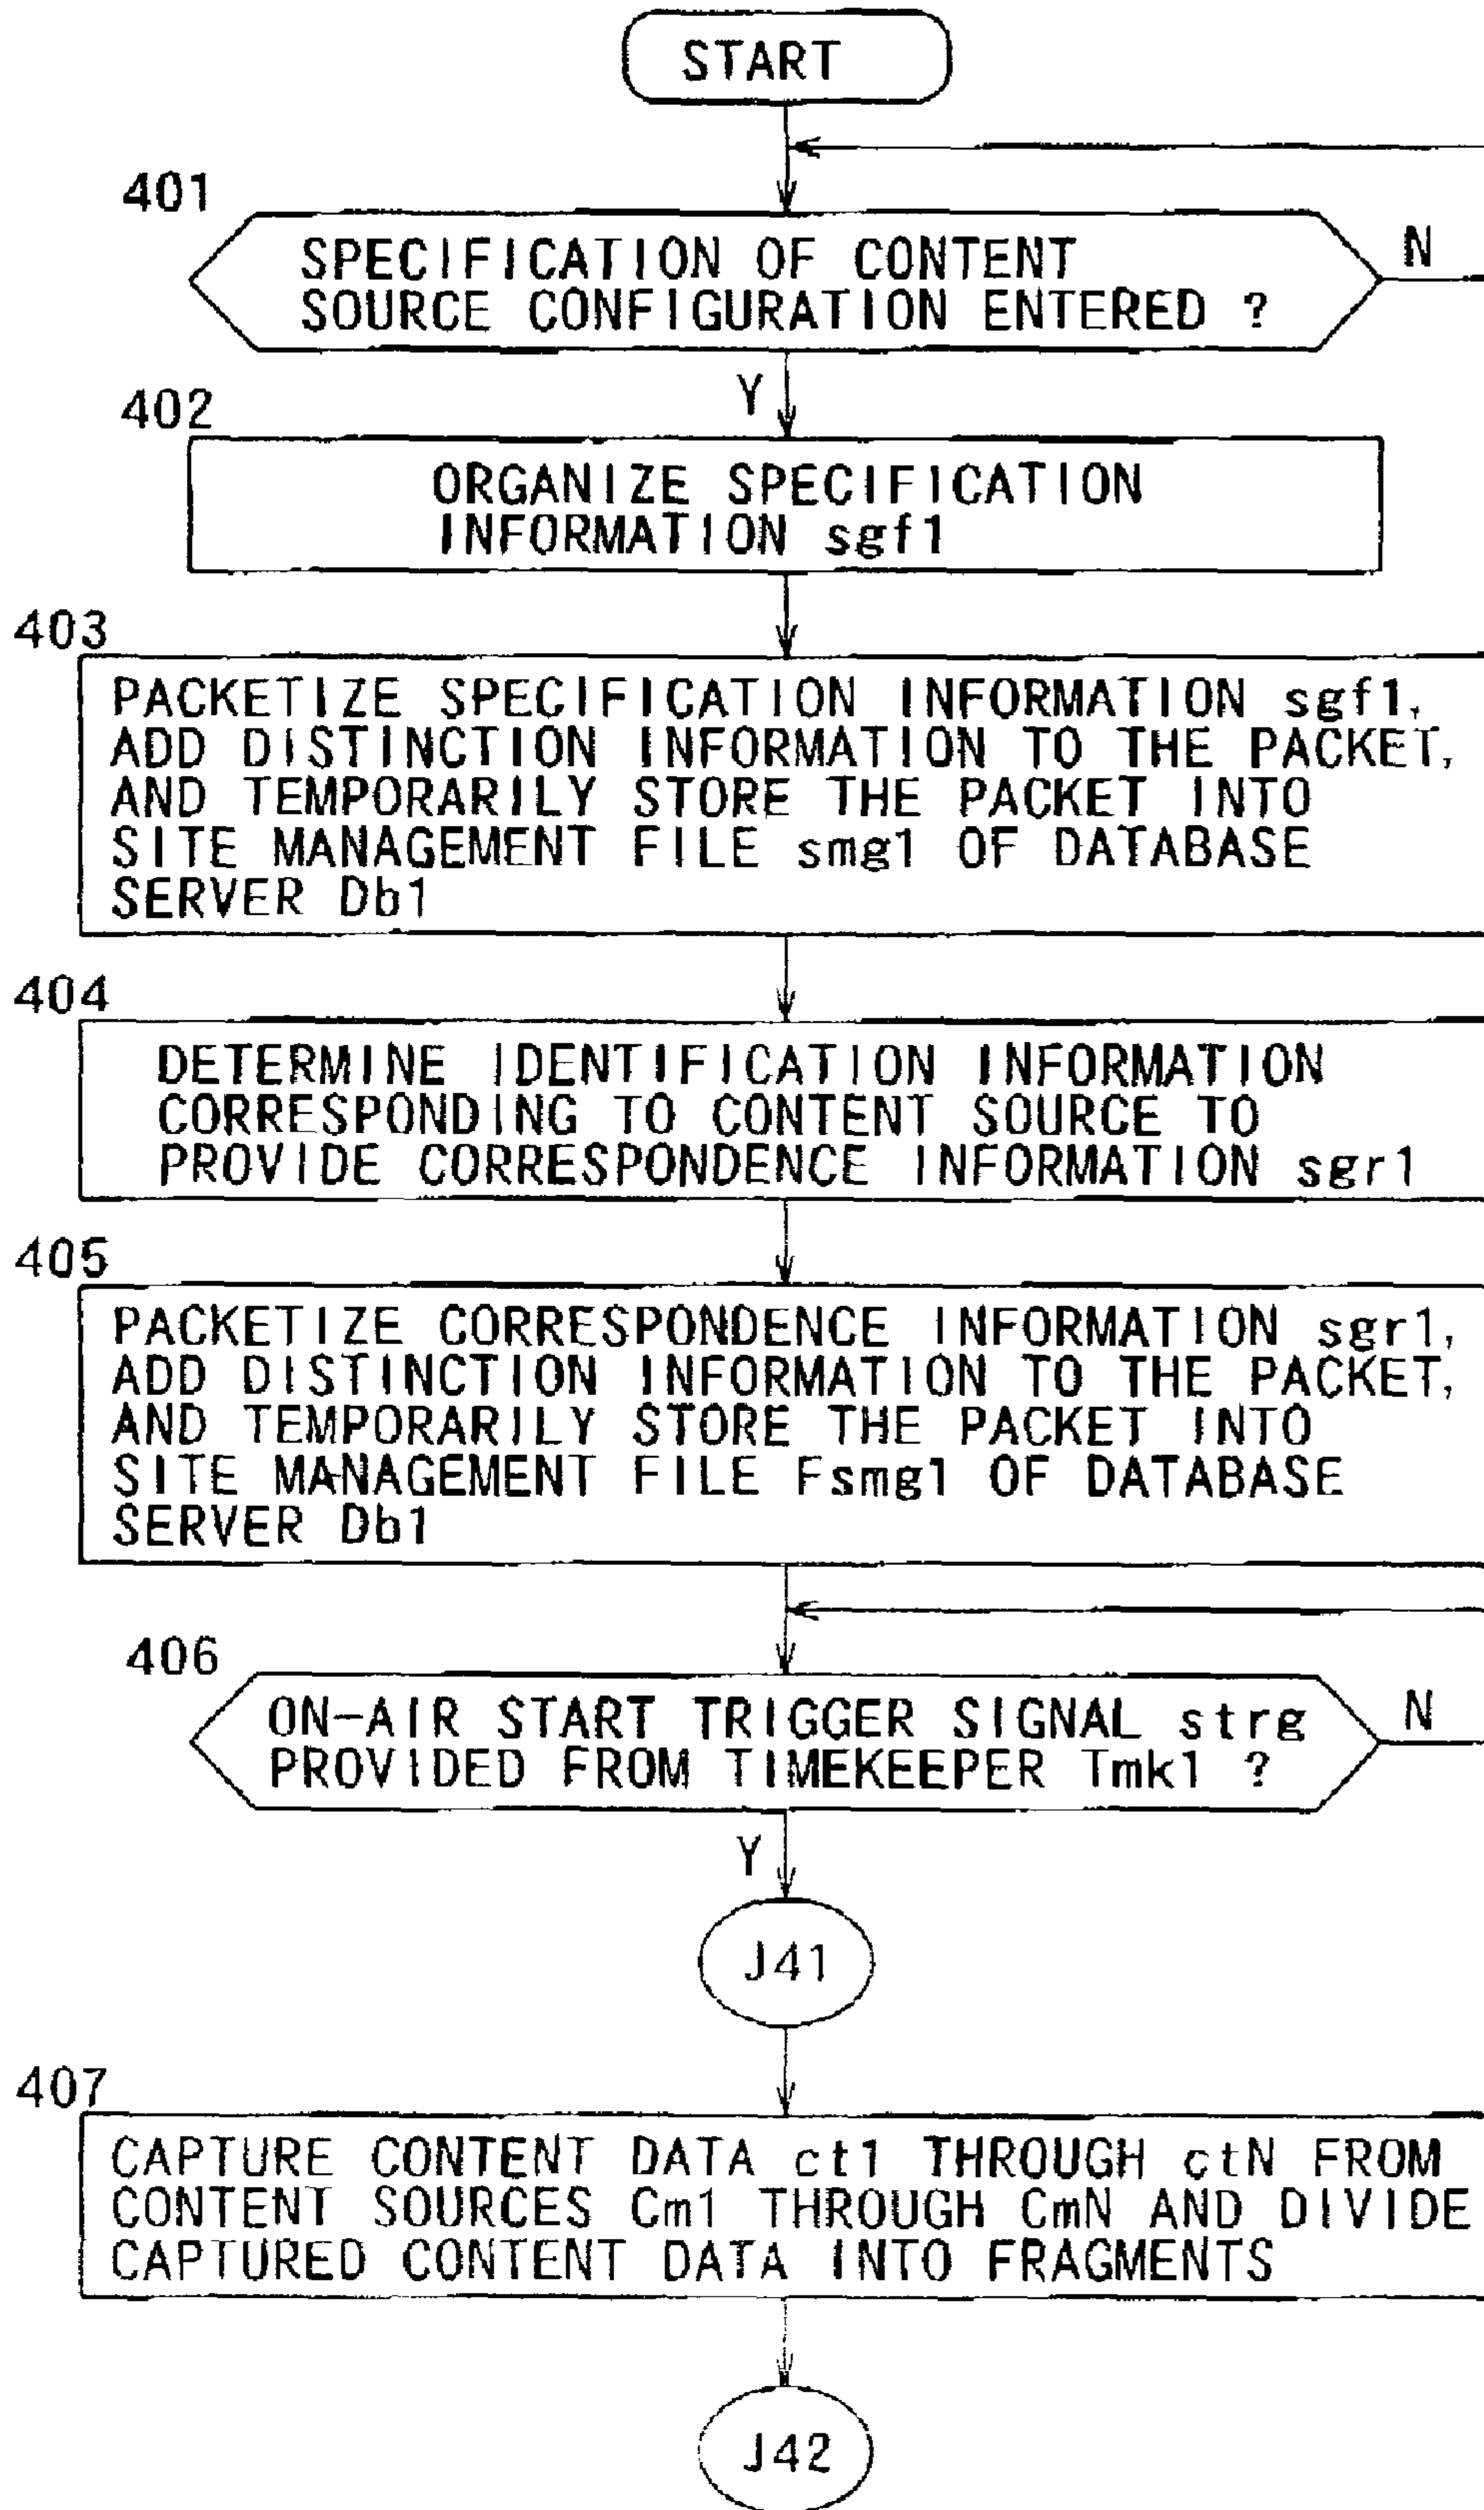 START
401
SPECIFICATION OF CONTENT
SOURCE CONFIGURATION ENTERED ?
N
Y
402
ORGANIZE SPECIFICATION
INFORMATION sgf1
403
PACKETIZE SPECIFICATION INFORMATION sgf1,
ADD DISTINCTION INFORMATION TO THE PACKET,
AND TEMPORARILY STORE THE PACKET INTO
SITE MANAGEMENT FILE smg1 OF DATABASE
SERVER Db1
404
DETERMINE IDENTIFICATION INFORMATION
CORRESPONDING TO CONTENT SOURCE TO
PROVIDE CORRESPONDENCE INFORMATION sgr1
405
PACKETIZE CORRESPONDENCE INFORMATION sgr1,
ADD DISTINCTION INFORMATION TO THE PACKET,
AND TEMPORARILY STORE THE PACKET INTO
SITE MANAGEMENT FILE Fsmg1 OF DATABASE
SERVER Db1
406
ON-AIR START TRIGGER SIGNAL strg
PROVIDED FROM TIMEKEEPER Tmk1 ?
N
Y
J41
407
CAPTURE CONTENT DATA ct1 THROUGH ctN FROM
CONTENT SOURCES Cm1 THROUGH CmN AND DIVIDE
CAPTURED CONTENT DATA INTO FRAGMENTS
J42